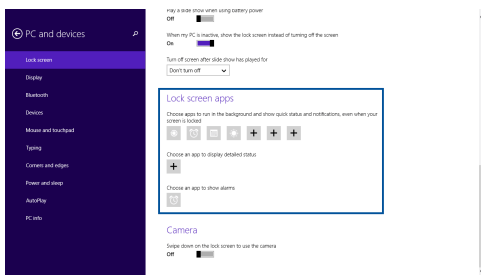 Play a slide show when using battery power
Off
PC and devices
When my PC is inactive, show the lock screen instead of turning off the screen
On
Lock screen
Turn off screen after slide show has played for
Don't turn off
Display
Bluetooth
Devices
Mouse and touchpad
Typing
Corners and edges
Power and sleep
AutoPlay
PC info
Lock screen apps
Choose apps to run in the background and show quick status and notifications, even when your
screen is locked
Choose an app to display detailed status
Choose an app to show alarms
Camera
Swipe down on the lock screen to use the camera
Off